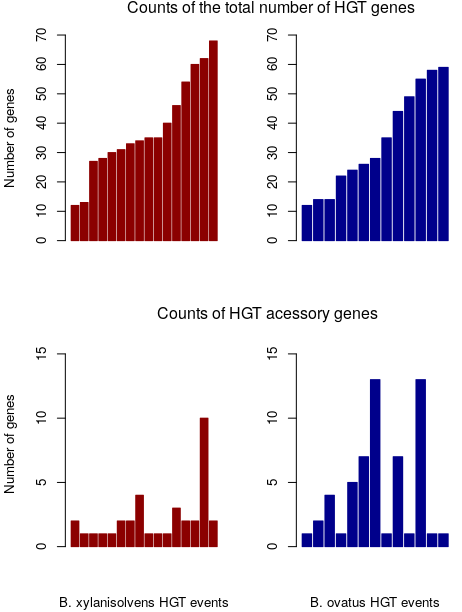 Counts of the total number of HGT genes
Number of genes
0 10 20 30 40 50 60 70
0 10 20 30 40 50 60 70
Counts of HGT acessory genes
Number of genes
0 5 10 15
0 5 10 15
B. xylanisolvens HGT events
B. ovatus HGT events